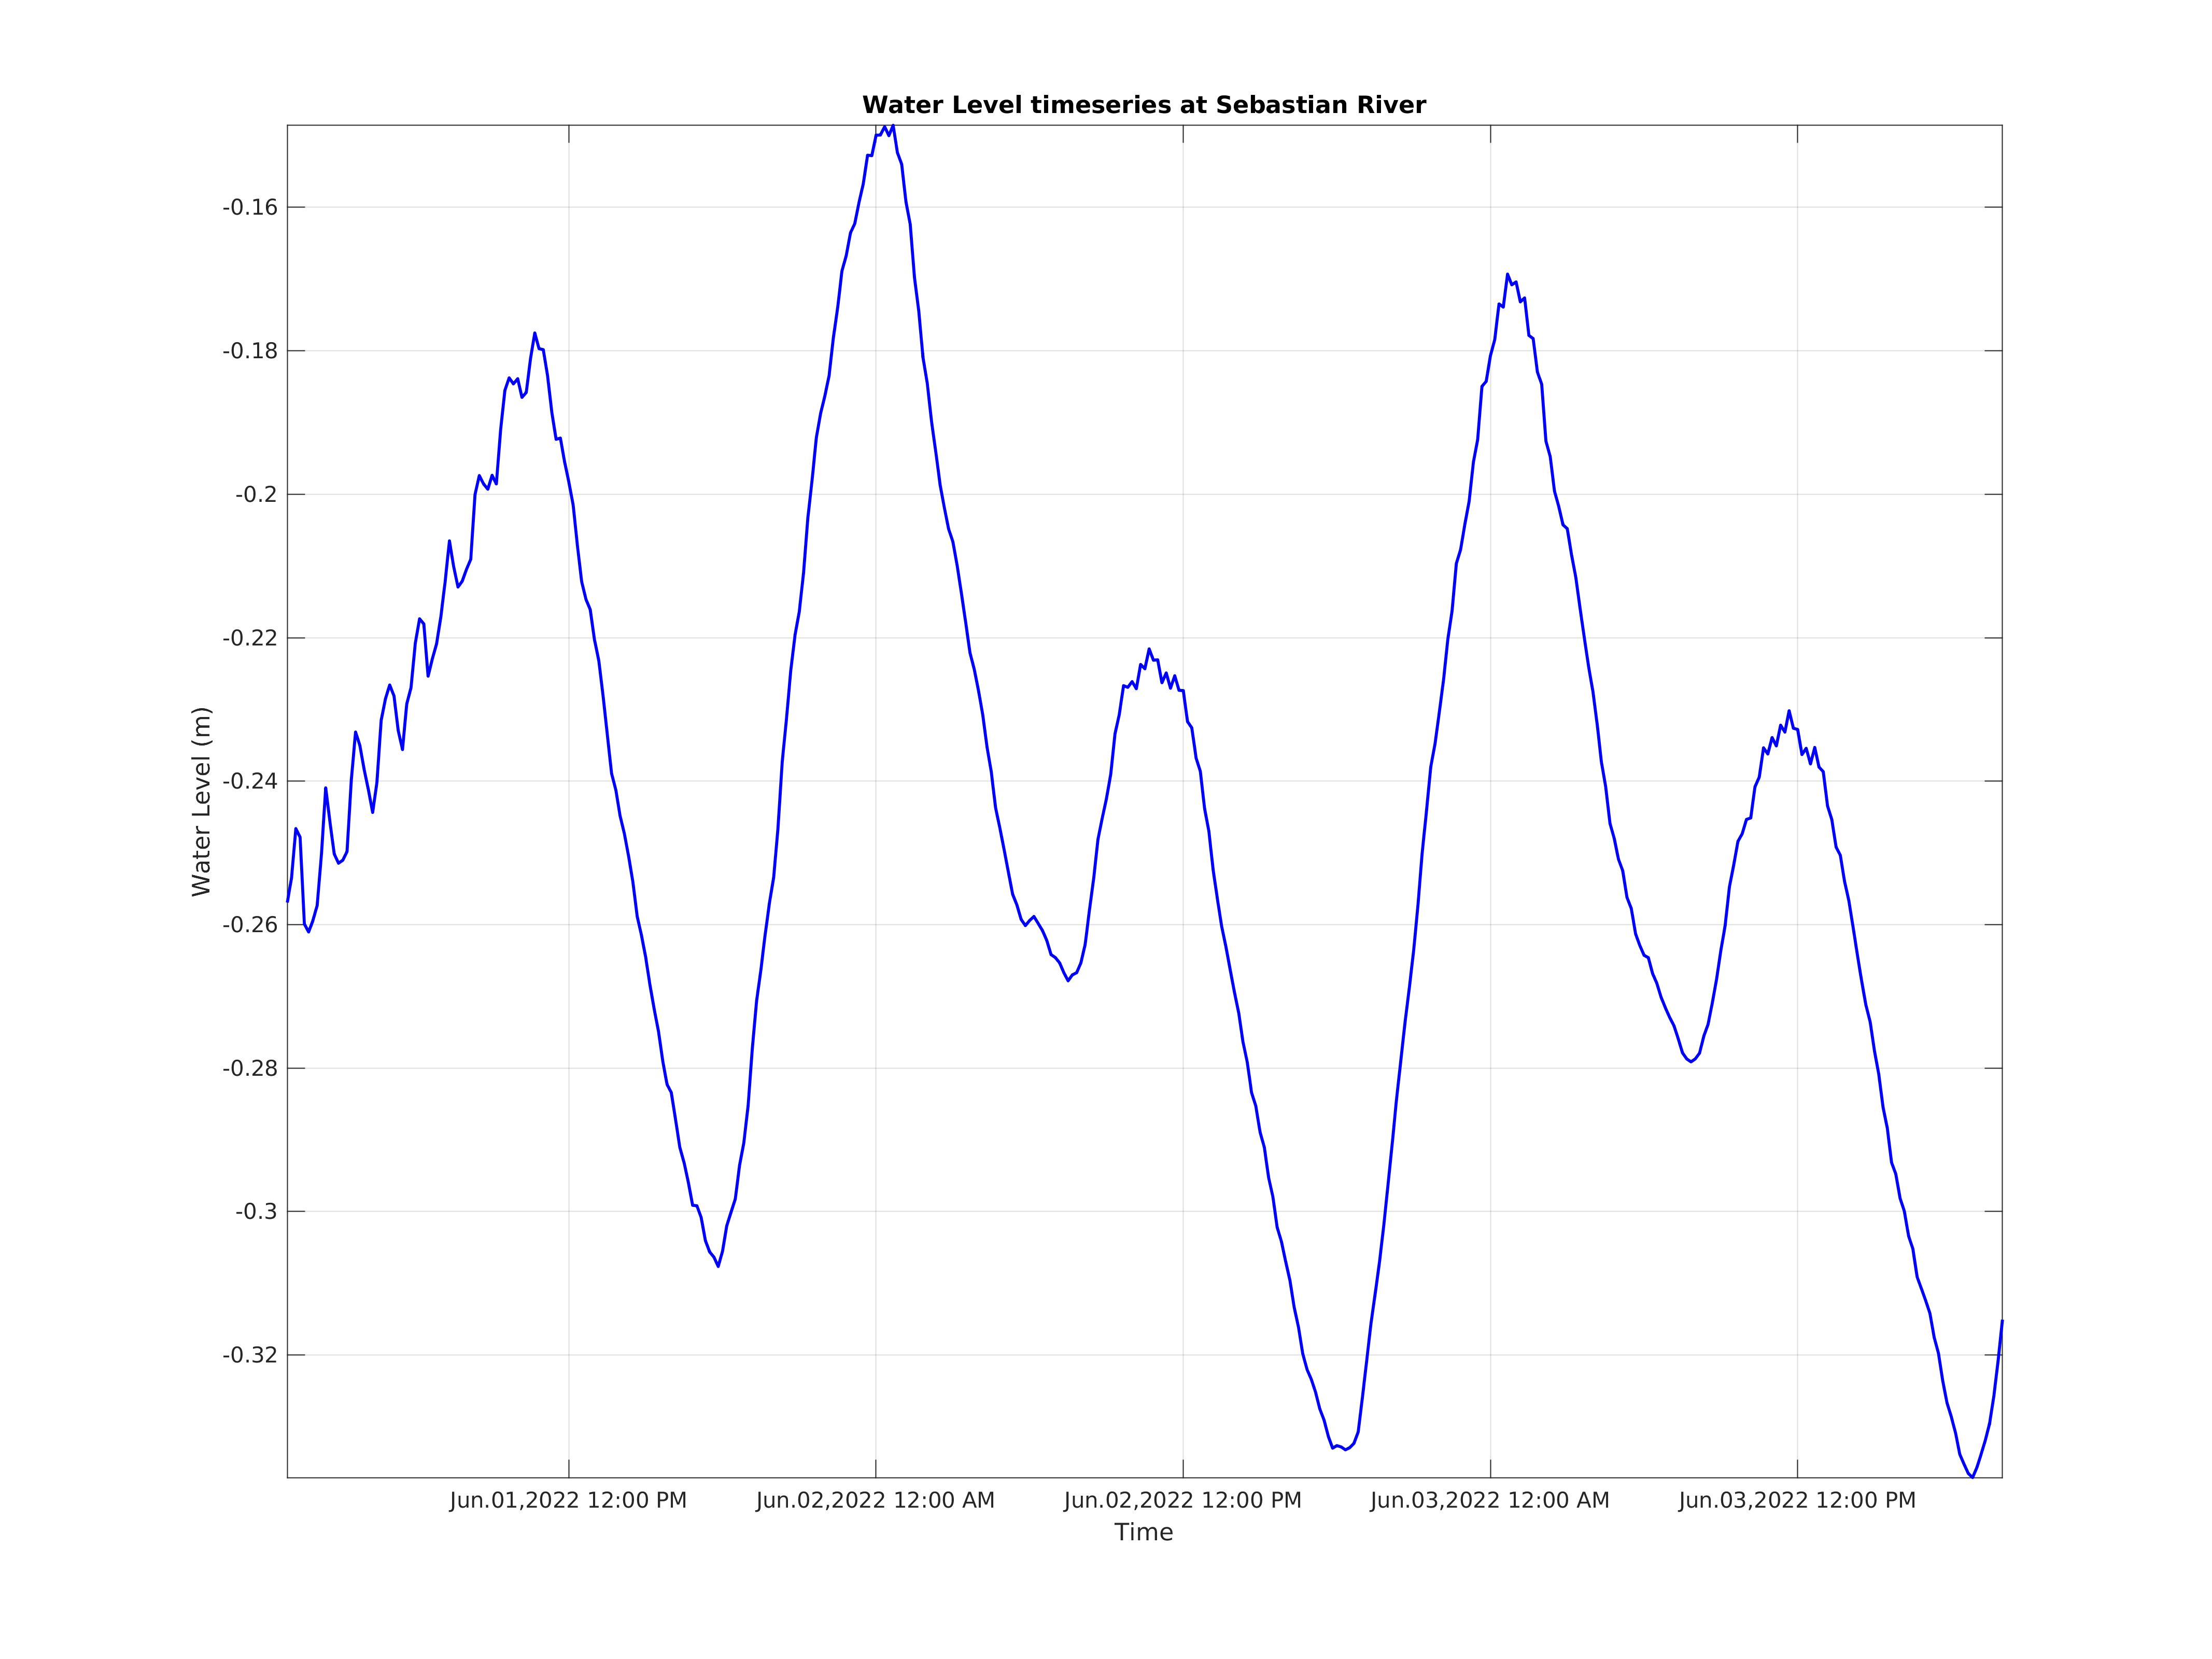 Water Level timeseries at Sebastian River
-0.16
-0.18
-0.2
-0.22
-0.24
-0.26
-0.28
-0.3
-0.32
Water Level (m)
Jun.01,2022 12:00 PM
Jun.02,2022 12:00 AM
Jun.02,2022 12:00 PM
Jun.03,2022 12:00 AM
Jun.03,2022 12:00 PM
Time